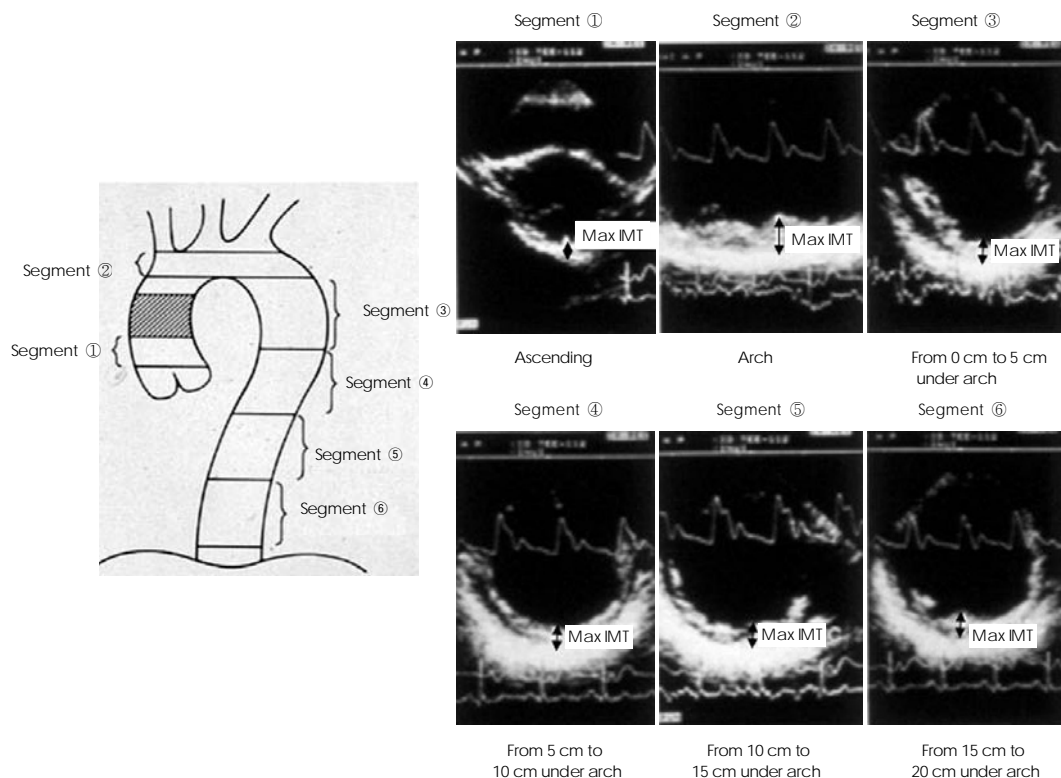 Segment ①
Segment ②
Segment ③
Segment ②
Segment ①
Segment ③
Segment ④
Segment ⑤
Segment ⑥
Max IMT
Max IMT
Max IMT
Ascending
Arch
From 0 cm to 5 cm
under arch
Segment ④
Segment ⑤
Segment ⑥
Max IMT
Max IMT
Max IMT
From 5 cm to
10 cm under arch
From 10 cm to
15 cm under arch
From 15 cm to
20 cm under arch